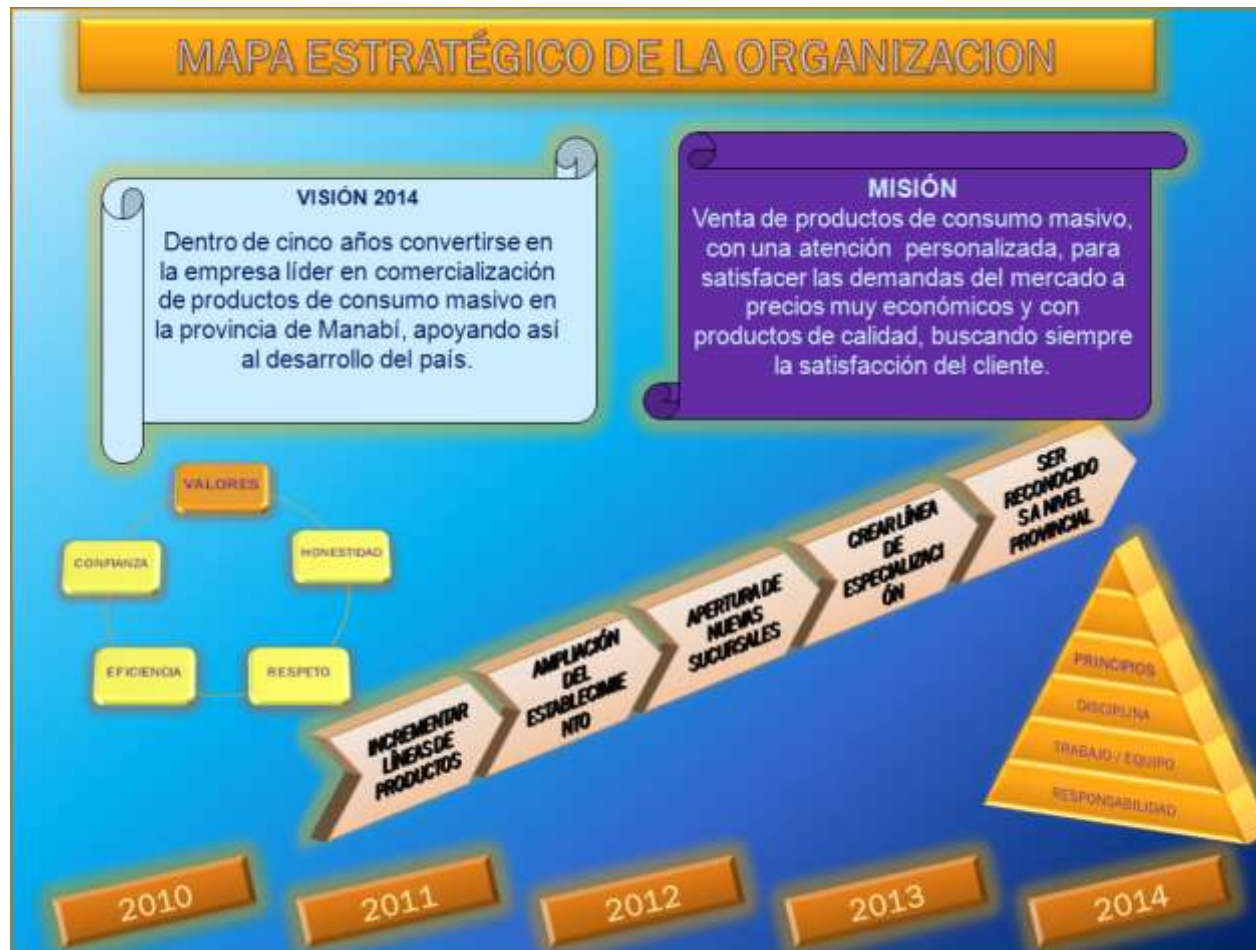 MAPA ESTRATÉGICO DE LA ORGANIZACION
VISIÓN 2014
Dentro de cinco años convertirse en
la empresa líder en comercialización
de productos de consumo masivo en
la provincia de Manabí, apoyando así
al desarrollo del país.
MISIÓN
Venta de productos de consumo masivo,
con una atención personalizada, para
satisfacer las demandas del mercado a
precios muy económicos y con
productos de calidad, buscando siempre
la satisfacción del cliente.
VALORES
HONESTIDAD
RESPETO
EFICIENCIA
CONFIANZA
INCREMENTAR
LÍNEAS DE
PRODUCTOS
AMPLIACIÓN
DEL
ESTABLECIMIE
NTO
APERTURA DE
NUEVAS
SUCURSALES
CREAR LÍNEA
DE
ESPECIALIZACI
ÓN
SER
RECONOCIDO
S A NIVEL
PROVINCIAL
PRINCIPIOS
DISCIPLINA
TRABAJO / EQUIPO
RESPONSABILIDAD
2010
2011
2012
2013
2014